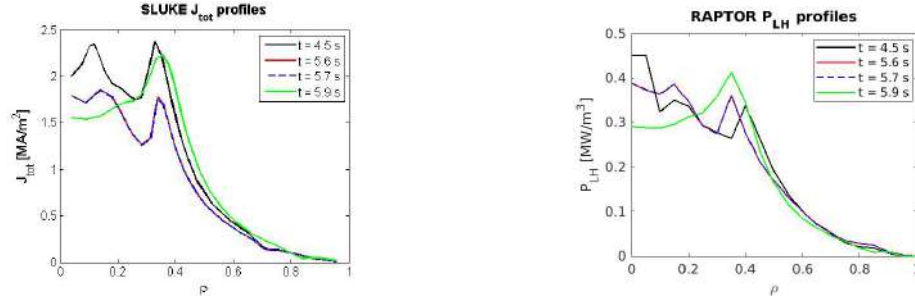 SLUKE J_tot profiles
2.5
2
1.5
1
0.5
0
J_tot [MA/m²]
t = 4.5 s
t = 5.6 s
t = 5.7 s
t = 5.9 s
0 0.2 0.4 0.6 0.8 1
ρ
RAPTOR P_LH profiles
0.5
0.4
0.3
0.2
0.1
0
P_LH [MW/m³]
t = 4.5 s
t = 5.6 s
t = 5.7 s
t = 5.9 s
0 0.2 0.4 0.6 0.8 1
ρ